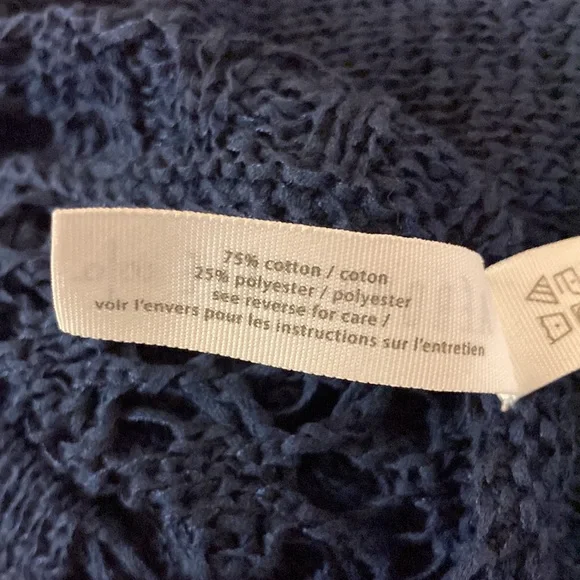 75% cotton / coton
25% polyester / polyester
see reverse for care /
voir l'envers pour les instructions sur l'entretien